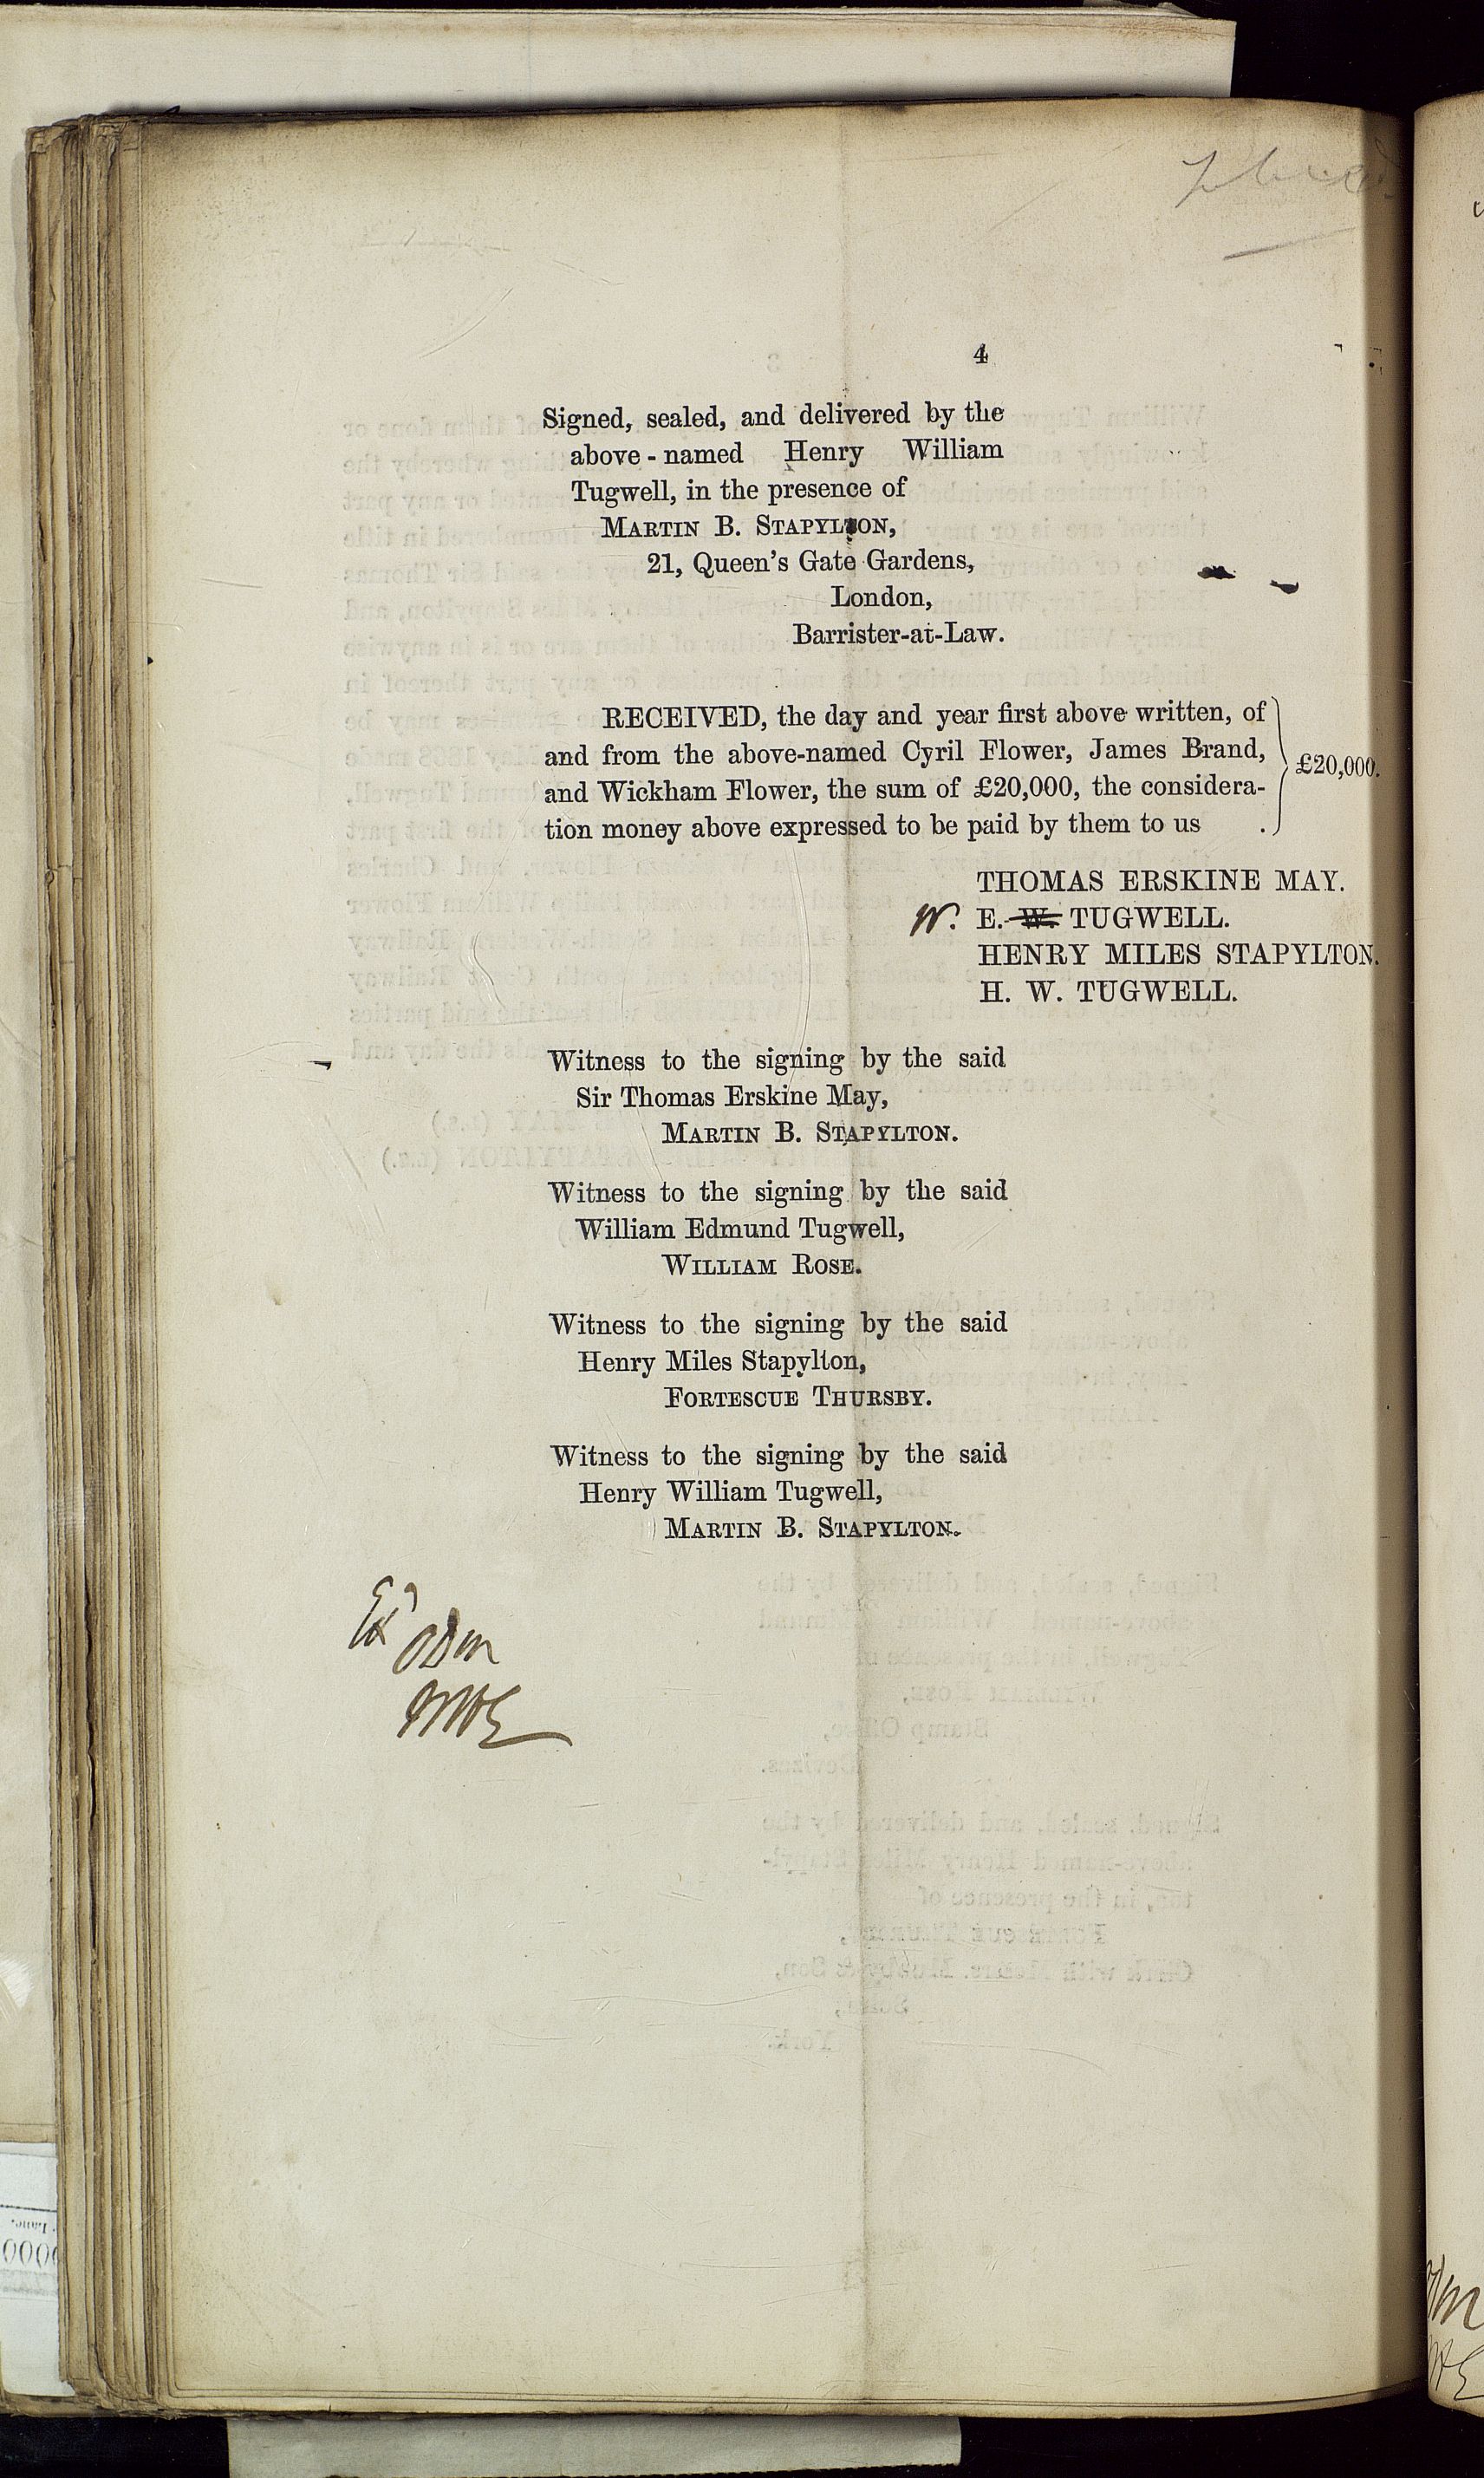 4
Signed, sealed, and delivered by the
above-named Henry William
Tugwell, in the presence of
MARTIN B. STAPYLTON,
21, Queen's Gate Gardens,
London,
Barrister-at-Law.
RECEIVED, the day and year first above written, of
and from the above-named Cyril Flower, James Brand,
and Wickham Flower, the sum of £20,000, the considera-
tion money above expressed to be paid by them to us .
£20,000.
THOMAS ERSKINE MAY.
W. E. W. TUGWELL.
HENRY MILES STAPYLTON.
H. W. TUGWELL.
Witness to the signing by the said
Sir Thomas Erskine May,
MARTIN B. STAPYLTON.
Witness to the signing by the said
William Edmund Tugwell,
WILLIAM ROSE.
Witness to the signing by the said
Henry Miles Stapylton,
FORTESCUE THURSBY.
Witness to the signing by the said
Henry William Tugwell,
MARTIN B. STAPYLTON.
Exd